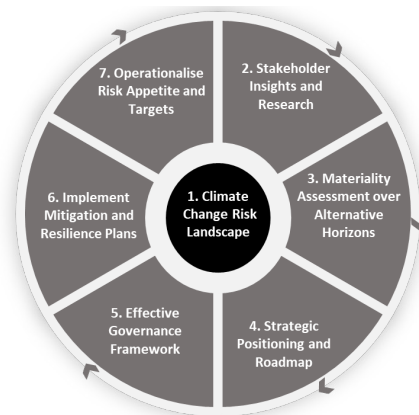 1. Climate
Change Risk
Landscape
2. Stakeholder
Insights and
Research
3. Materiality
Assessment over
Alternative
Horizons
4. Strategic
Positioning and
Roadmap
5. Effective
Governance
Framework
6. Implement
Mitigation and
Resilience Plans
7. Operationalise
Risk Appetite and
Targets